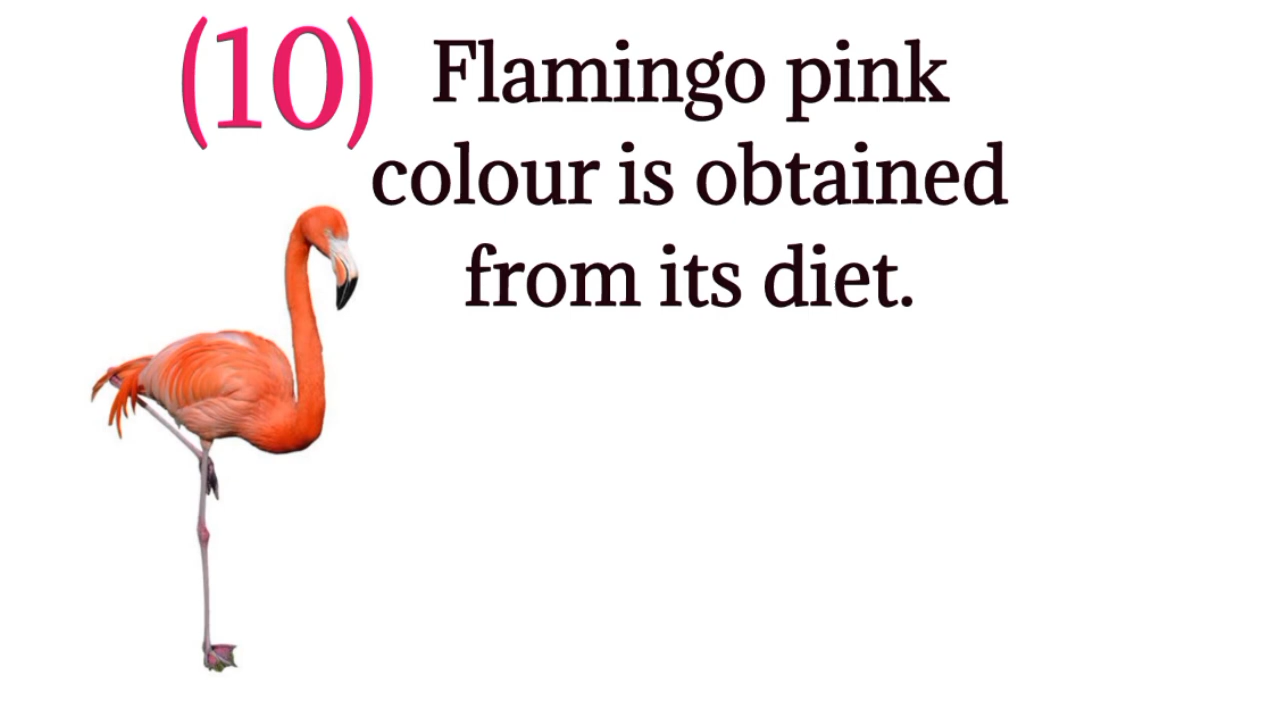 (10) Flamingo pink
colour is obtained
from its diet.